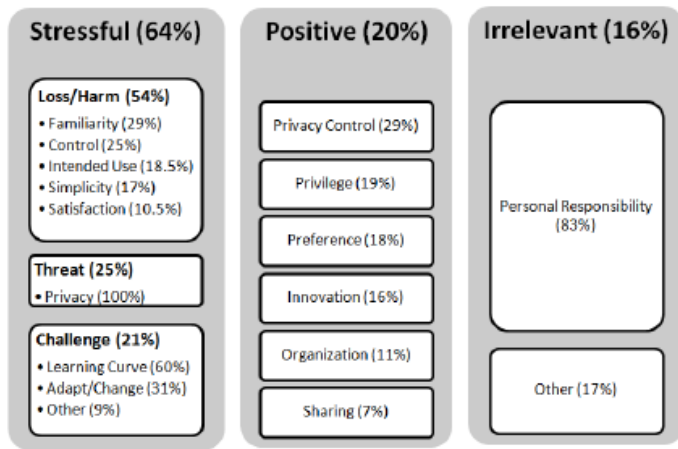 Stressful (64%)
Loss/Harm (54%)
• Familiarity (29%)
• Control (25%)
• Intended Use (18.5%)
• Simplicity (17%)
• Satisfaction (10.5%)
Threat (25%)
• Privacy (100%)
Challenge (21%)
• Learning Curve (60%)
• Adapt/Change (31%)
• Other (9%)
Positive (20%)
Privacy Control (29%)
Privilege (19%)
Preference (18%)
Innovation (16%)
Organization (11%)
Sharing (7%)
Irrelevant (16%)
Personal Responsibility
(83%)
Other (17%)